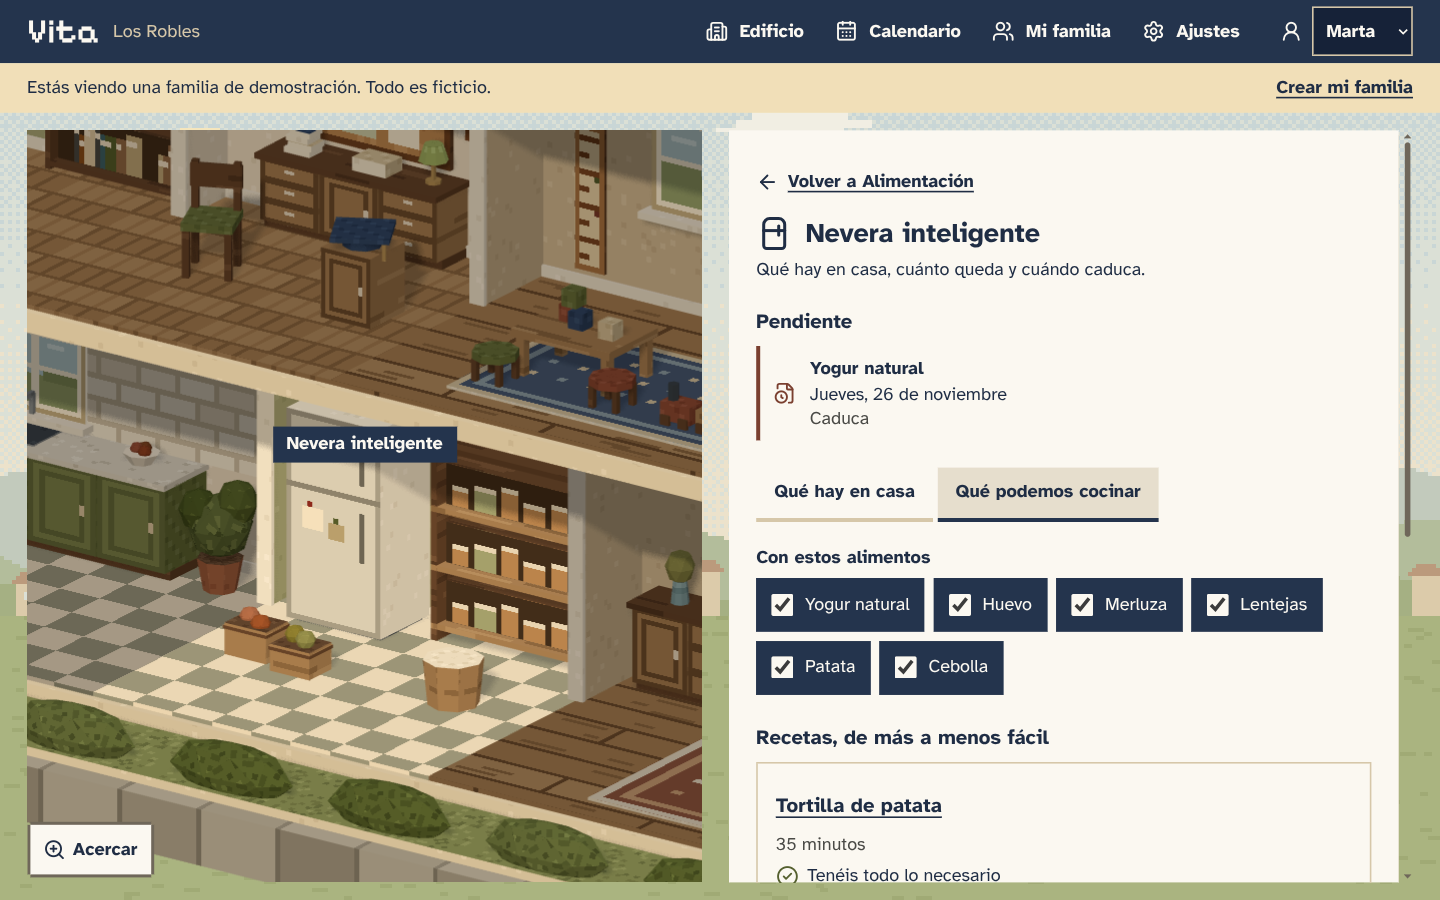 Vita Los Robles
Edificio Calendario Mi familia Ajustes Marta
Estás viendo una familia de demostración. Todo es ficticio. Crear mi familia
Nevera inteligente
Acercar
Volver a Alimentación
Nevera inteligente
Qué hay en casa, cuánto queda y cuándo caduca.
Pendiente
Yogur natural
Jueves, 26 de noviembre
Caduca
Qué hay en casa Qué podemos cocinar
Con estos alimentos
Yogur natural Huevo Merluza Lentejas
Patata Cebolla
Recetas, de más a menos fácil
Tortilla de patata
35 minutos
Tenéis todo lo necesario